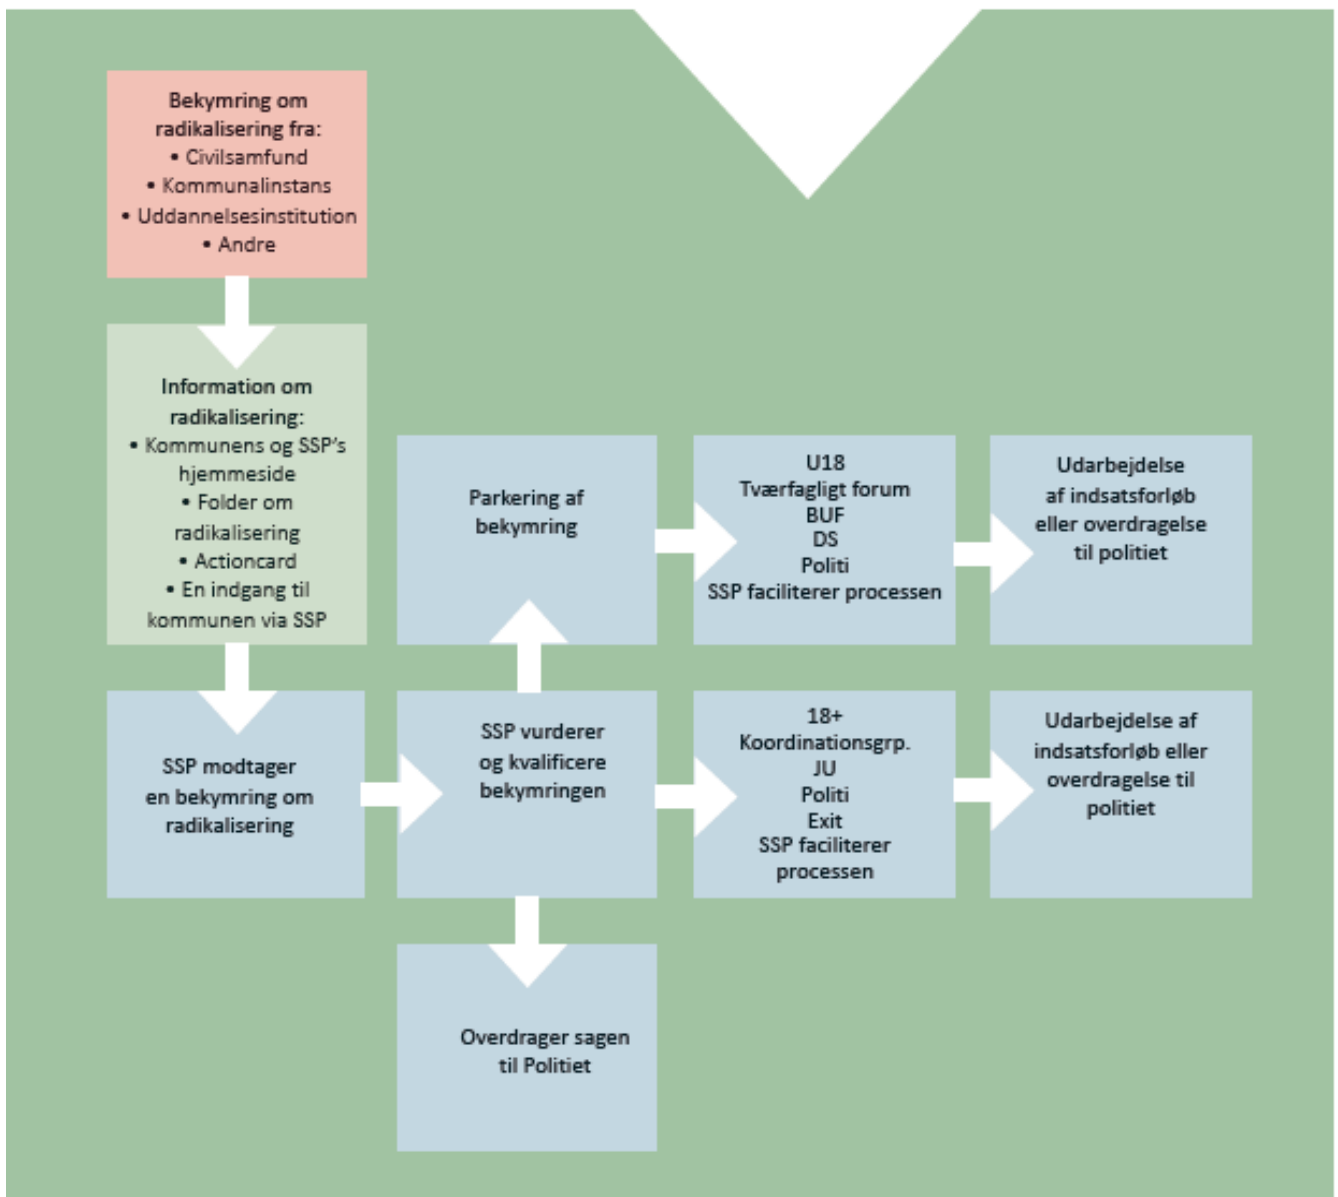 Bekymring om
radikalisering fra:
• Civilsamfund
• Kommunalinstans
• Uddannelsesinstitution
• Andre
Information om
radikalisering:
• Kommunens og SSP's
hjemmeside
• Folder om
radikalisering
• Actioncard
• En indgang til
kommunen via SSP
Parkering af
bekymring
U18
Tværfagligt forum
BUF
DS
Politi
SSP faciliterer processen
Udarbejdelse
af indsatsforløb
eller overdragelse
til politiet
SSP modtager
en bekymring om
radikalisering
SSP vurderer
og kvalificere
bekymringen
18+
Koordinationsgrp.
JU
Politi
Exit
SSP faciliterer
processen
Udarbejdelse af
indsatsforløb eller
overdragelse til
politiet
Overdrager sagen
til Politiet